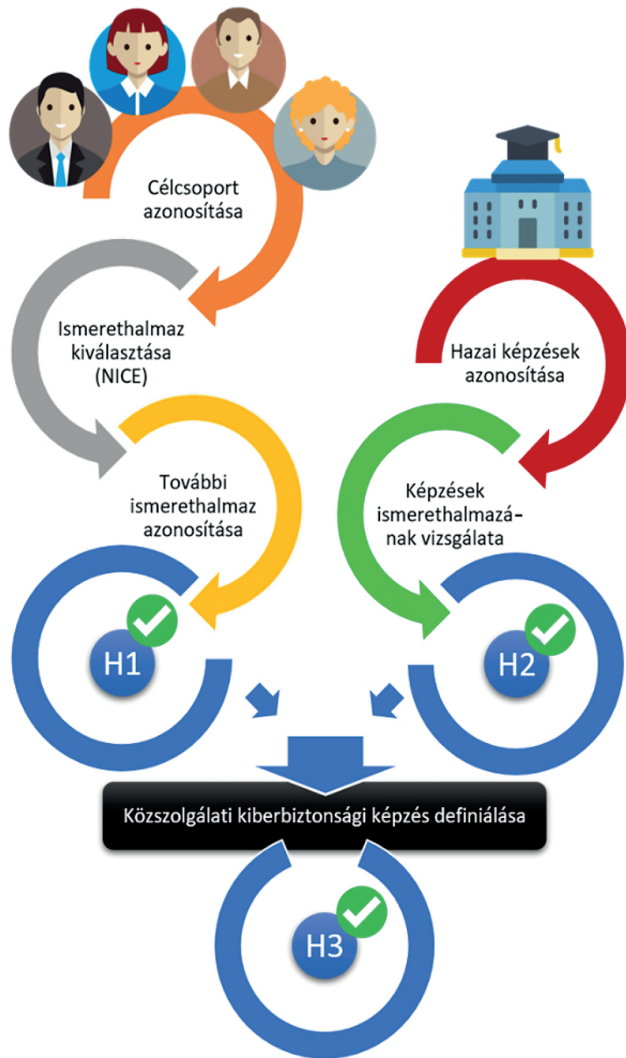 Célcsoport
azonosítása
Ismerethalmaz
kiválasztása
(NICE)
További
ismerethalmaz
azonosítása
H1
Hazai képzések
azonosítása
Képzések
ismerethalmazá-
nak vizsgálata
H2
Közszolgálati kiberbiztonsági képzés definiálása
H3